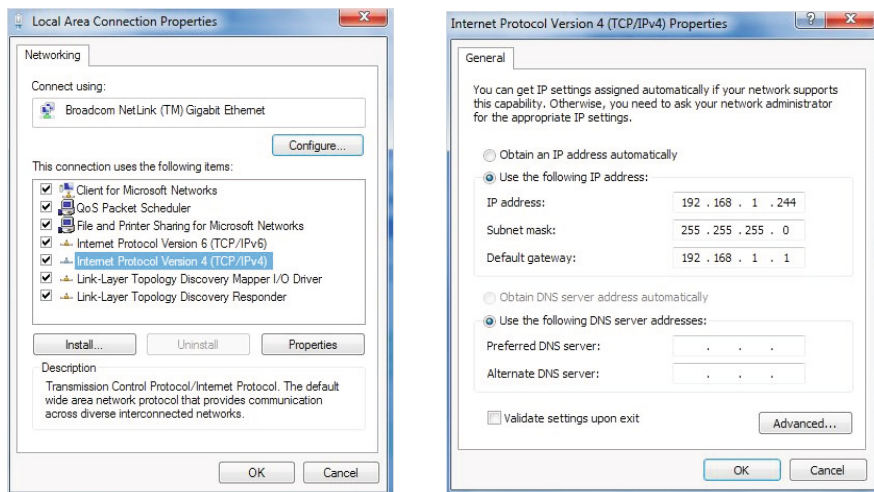 Local Area Connection Properties
Networking
Connect using:
Broadcom NetLink (TM) Gigabit Ethernet
Configure...
This connection uses the following items:
Client for Microsoft Networks
QoS Packet Scheduler
File and Printer Sharing for Microsoft Networks
Internet Protocol Version 6 (TCP/IPv6)
Internet Protocol Version 4 (TCP/IPv4)
Link-Layer Topology Discovery Mapper I/O Driver
Link-Layer Topology Discovery Responder
Install... Uninstall Properties
Description
Transmission Control Protocol/Internet Protocol. The default
wide area network protocol that provides communication
across diverse interconnected networks.
OK Cancel
Internet Protocol Version 4 (TCP/IPv4) Properties
General
You can get IP settings assigned automatically if your network supports
this capability. Otherwise, you need to ask your network administrator
for the appropriate IP settings.
Obtain an IP address automatically
Use the following IP address:
IP address: 192 . 168 . 1 . 244
Subnet mask: 255 . 255 . 255 . 0
Default gateway: 192 . 168 . 1 . 1
Obtain DNS server address automatically
Use the following DNS server addresses:
Preferred DNS server: . . .
Alternate DNS server: . . .
Validate settings upon exit
Advanced...
OK Cancel